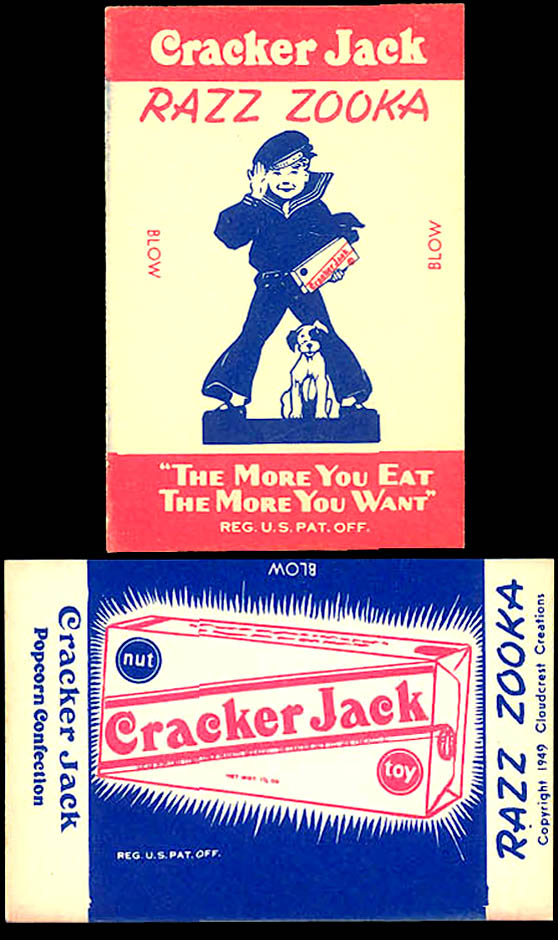 Cracker Jack
RAZZ ZOOKA
BLOW
BLOW
Cracker Jack
"THE MORE YOU EAT
THE MORE YOU WANT"
REG. U.S. PAT. OFF.
BLOW
Cracker Jack
Popcorn Confection
nut
Cracker Jack
toy
REG. U.S. PAT. OFF.
RAZZ ZOOKA
Copyright 1949 Cloudcrest Creations